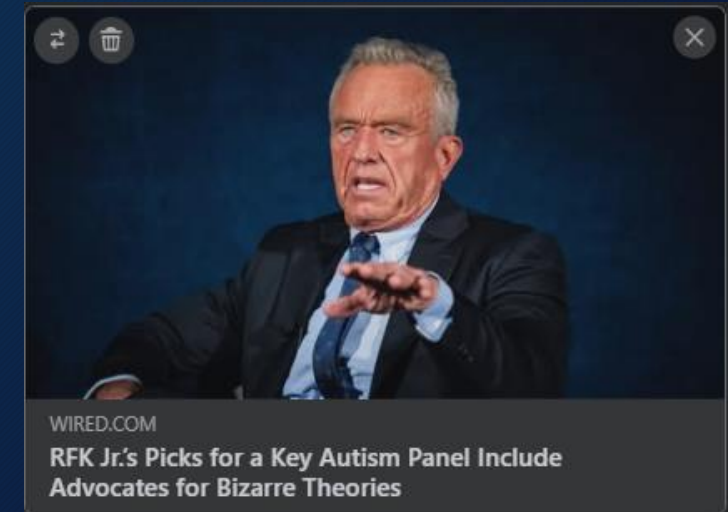 WIRED.COM
RFK Jr.'s Picks for a Key Autism Panel Include
Advocates for Bizarre Theories